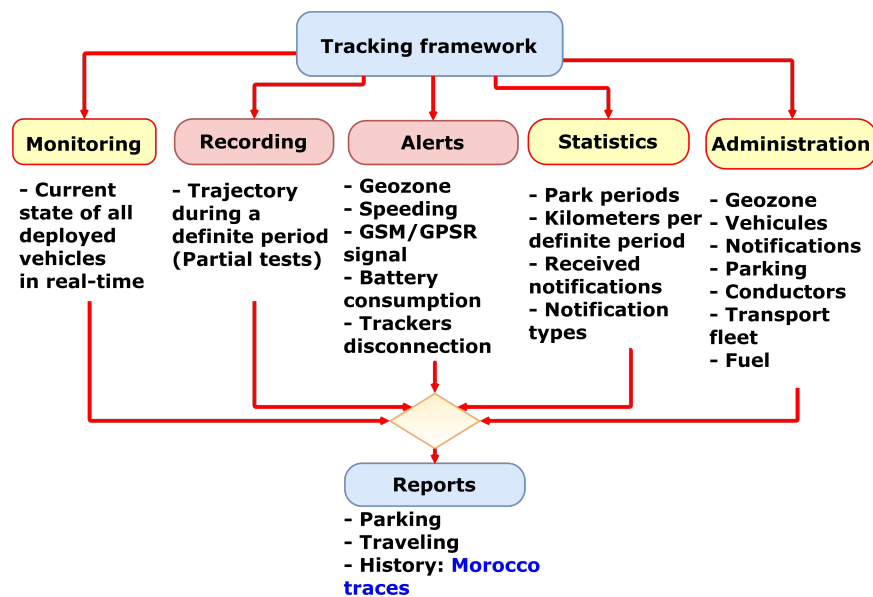 Tracking framework
Monitoring
- Current
state of all
deployed
vehicles
in real-time
Recording
- Trajectory
during a
definite period
(Partial tests)
Alerts
- Geozone
- Speeding
- GSM/GPSR
signal
- Battery
consumption
- Trackers
disconnection
Statistics
- Park periods
- Kilometers per
definite period
- Received
notifications
- Notification
types
Administration
- Geozone
- Vehicules
- Notifications
- Parking
- Conductors
- Transport
fleet
- Fuel
Reports
- Parking
- Traveling
- History: Morocco
traces